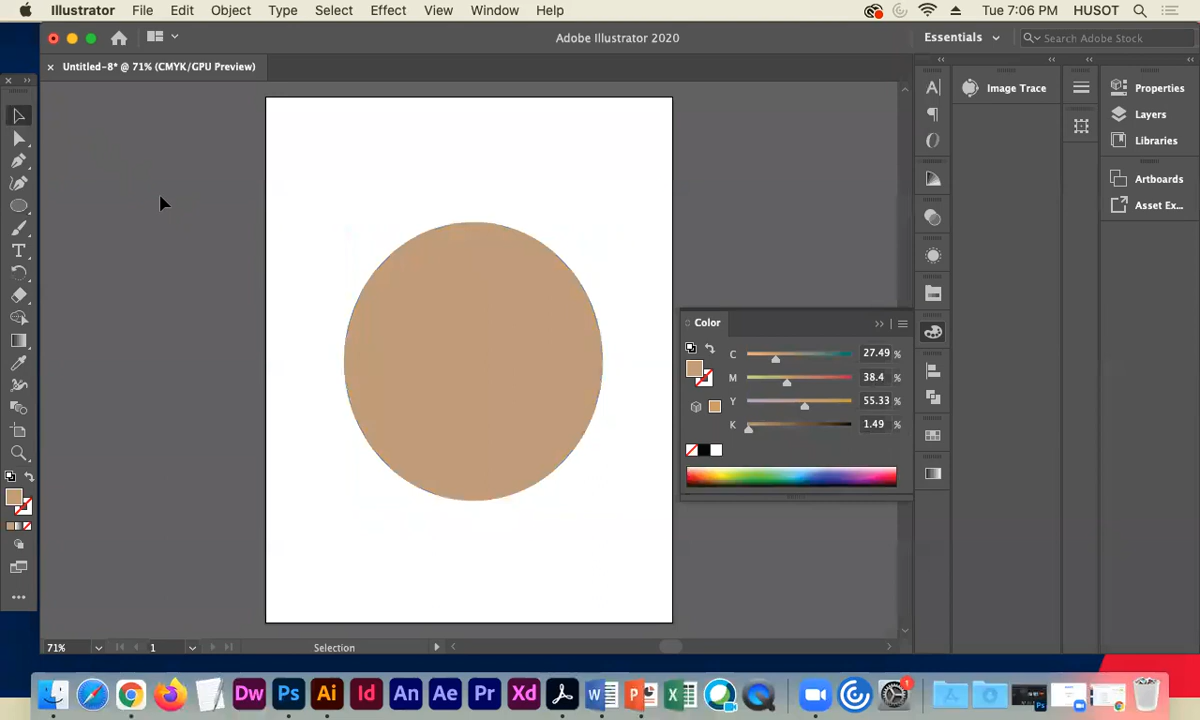 Illustrator File Edit Object Type Select Effect View Window Help Tue 7:06 PM HUSOT
Adobe Illustrator 2020 Essentials Search Adobe Stock
× Untitled-8* @ 71% (CMYK/GPU Preview)
Image Trace
Properties
Layers
Libraries
Artboards
Asset Ex...
Color
C 27.49 %
M 38.4 %
Y 55.33 %
K 1.49 %
71% 1 Selection
Dw Ps Ai Id An Ae Pr Xd W P X 1